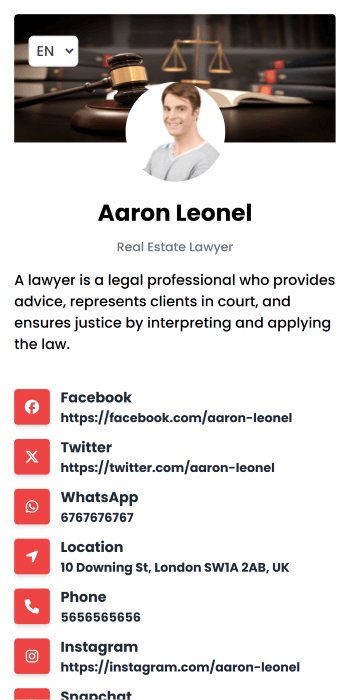 EN
Aaron Leonel
Real Estate Lawyer
A lawyer is a legal professional who provides
advice, represents clients in court, and
ensures justice by interpreting and applying
the law.
Facebook
https://facebook.com/aaron-leonel
Twitter
https://twitter.com/aaron-leonel
WhatsApp
6767676767
Location
10 Downing St, London SW1A 2AB, UK
Phone
5656565656
Instagram
https://instagram.com/aaron-leonel
Snapchat